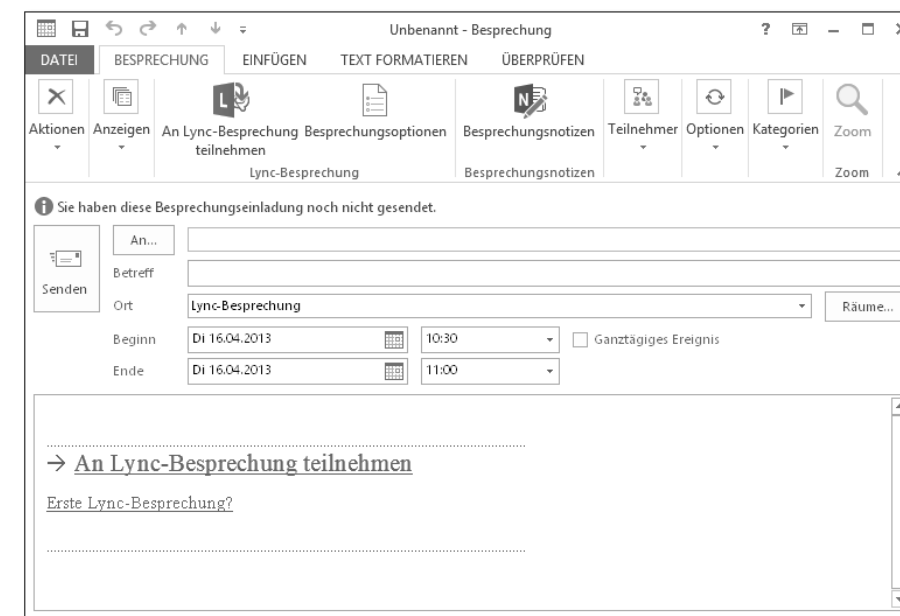 Unbenannt - Besprechung
DATEI BESPRECHUNG EINFÜGEN TEXT FORMATIEREN ÜBERPRÜFEN
Aktionen Anzeigen An Lync-Besprechung Besprechungsoptionen Besprechungsnotizen Teilnehmer Optionen Kategorien Zoom
teilnehmen
Lync-Besprechung Besprechungsnotizen Zoom
Sie haben diese Besprechungseinladung noch nicht gesendet.
An...
Senden
Betreff
Ort Lync-Besprechung Räume...
Beginn Di 16.04.2013 10:30 Ganztägiges Ereignis
Ende Di 16.04.2013 11:00
→ An Lync-Besprechung teilnehmen
Erste Lync-Besprechung?